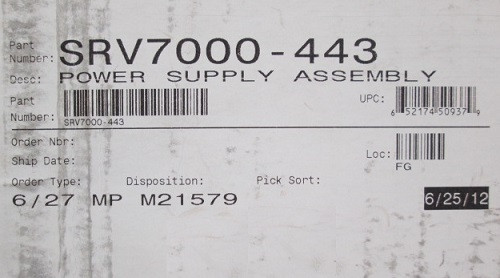 Part
Number: SRV7000-443
Desc: POWER SUPPLY ASSEMBLY
Part
Number: UPC:
SRV7000-443 6 52174 50937 9
Order Nbr:
Ship Date: Loc:
FG
Order Type: Disposition: Pick Sort:
6/27 MP M21579 6/25/12